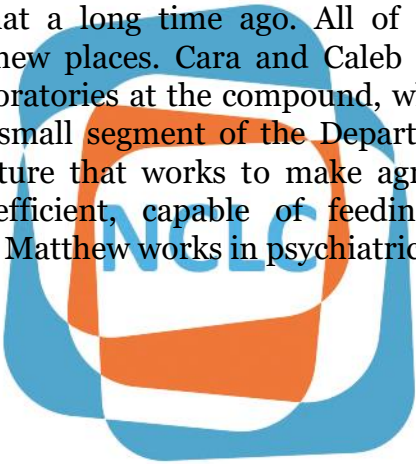 at a long time ago. All of
new places. Cara and Caleb
oratories at the compound, w
small segment of the Depart
ture that works to make agr
efficient, capable of feedin
Matthew works in psychiatric
NCLC